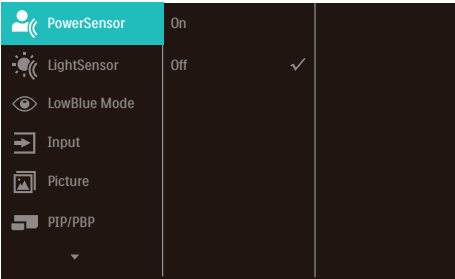 PowerSensor
On
LightSensor
Off
LowBlue Mode
Input
Picture
PIP/PBP